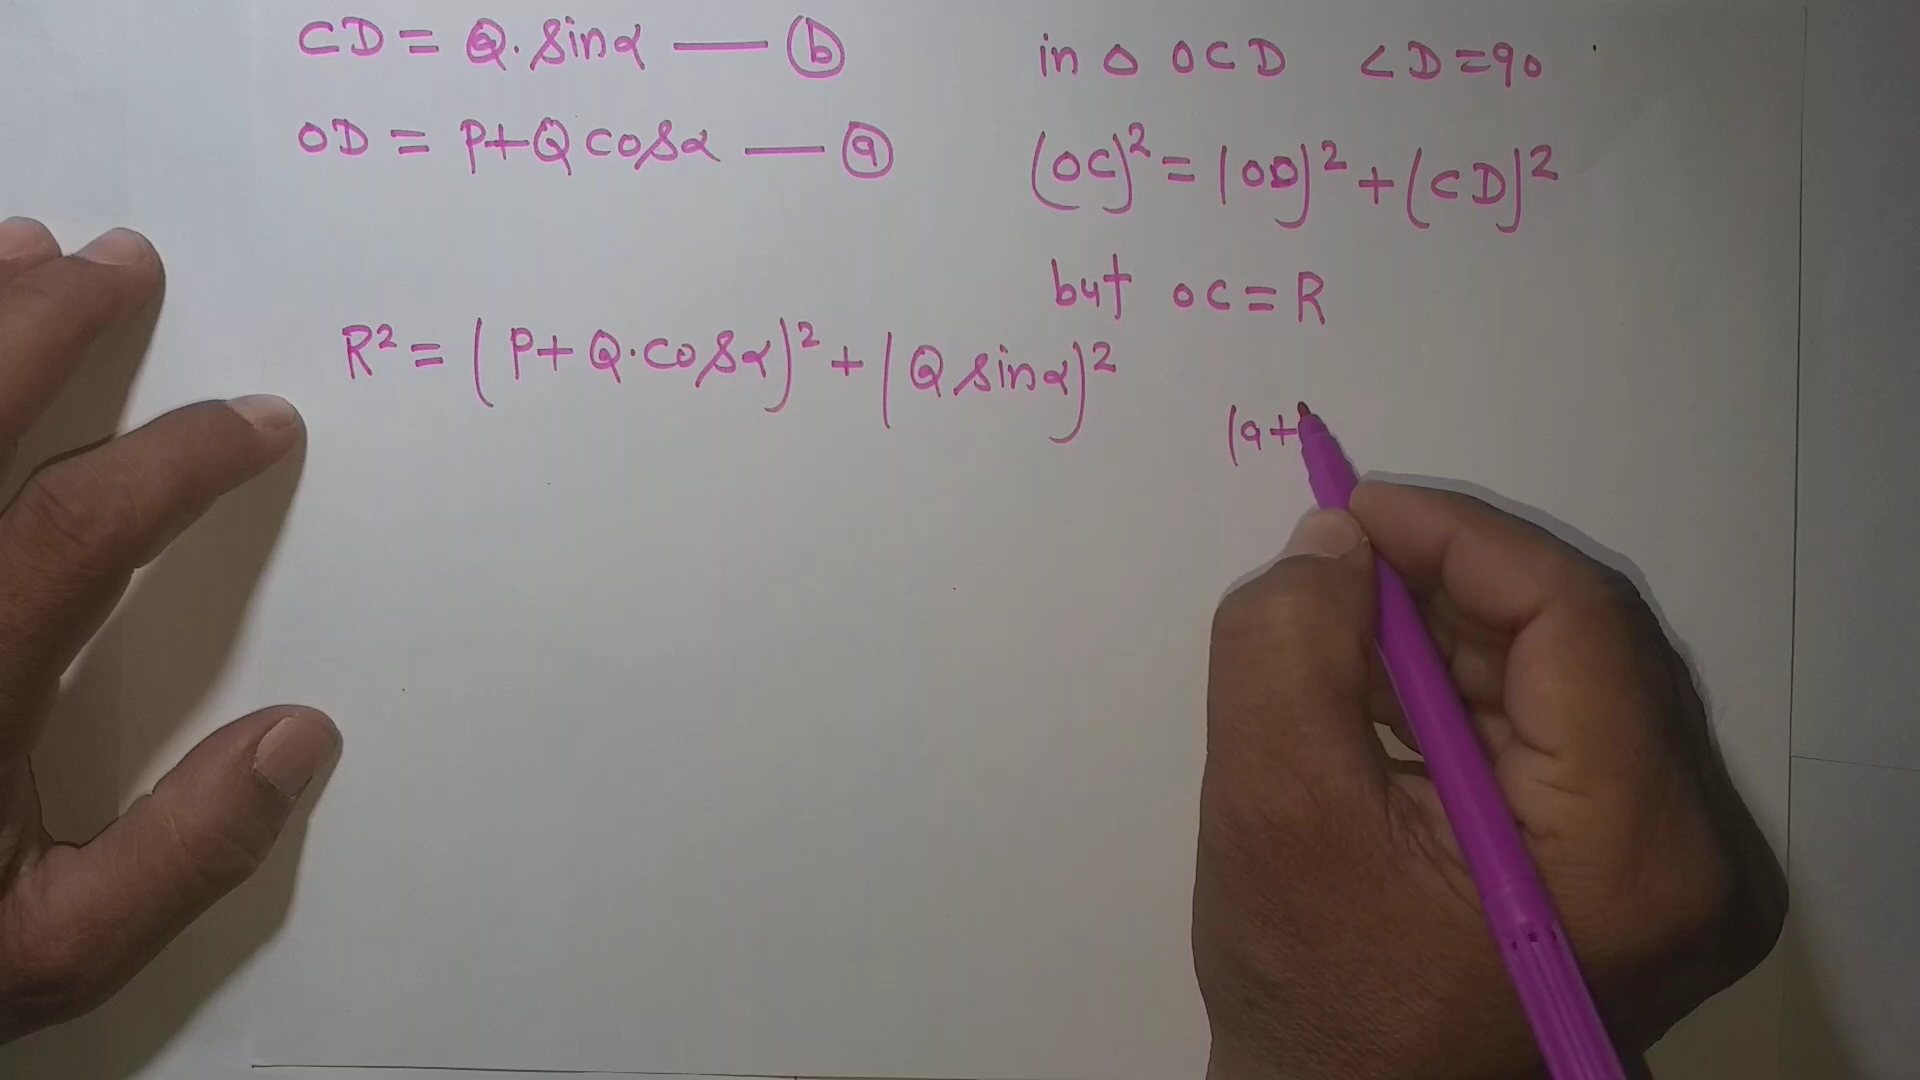 CD = Q. sinα — (b)
OD = P+Q cosα — (a)
R² = (P+ Q.cosα)² + (Q sinα)²
in △ OCD ∠D=90
(OC)² = (OD)² + (CD)²
but OC = R
(a+